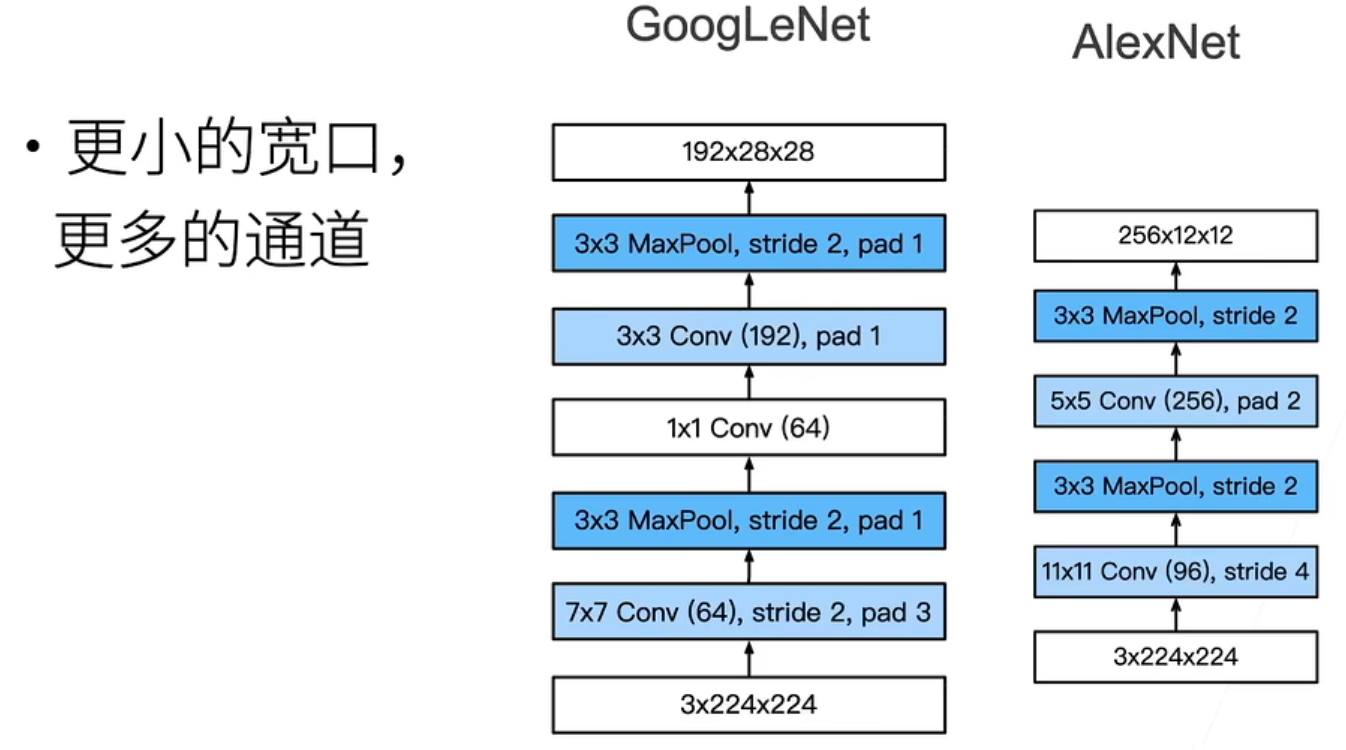 GoogLeNet
AlexNet
• 更小的宽口，
更多的通道
192x28x28
3x3 MaxPool, stride 2, pad 1
3x3 Conv (192), pad 1
1x1 Conv (64)
3x3 MaxPool, stride 2, pad 1
7x7 Conv (64), stride 2, pad 3
3x224x224
256x12x12
3x3 MaxPool, stride 2
5x5 Conv (256), pad 2
3x3 MaxPool, stride 2
11x11 Conv (96), stride 4
3x224x224